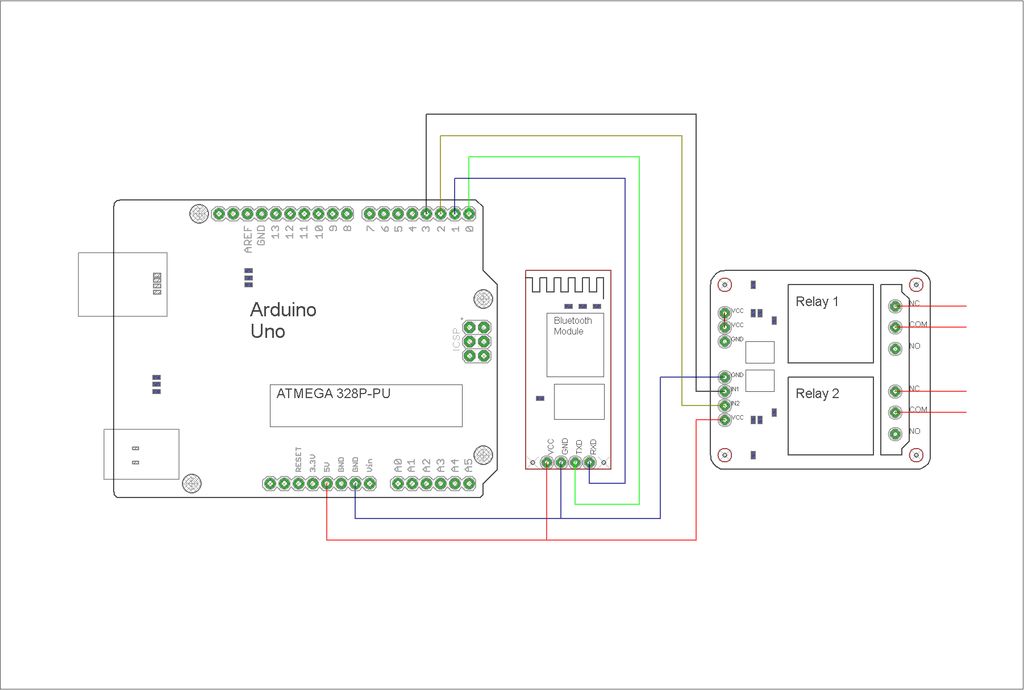 AREF
GND
13
12
11
10
9
8
7
6
5
4
3
2
1
0
Arduino
Uno
ICSP
ATMEGA 328P-PU
RESET
3.3V
5V
GND
GND
Vin
A0
A1
A2
A3
A4
A5
Bluetooth
Module
VCC
GND
TXD
RXD
VCC
VCC
GND
GND
IN1
IN2
VCC
Relay 1
Relay 2
NC
COM
NO
NC
COM
NO